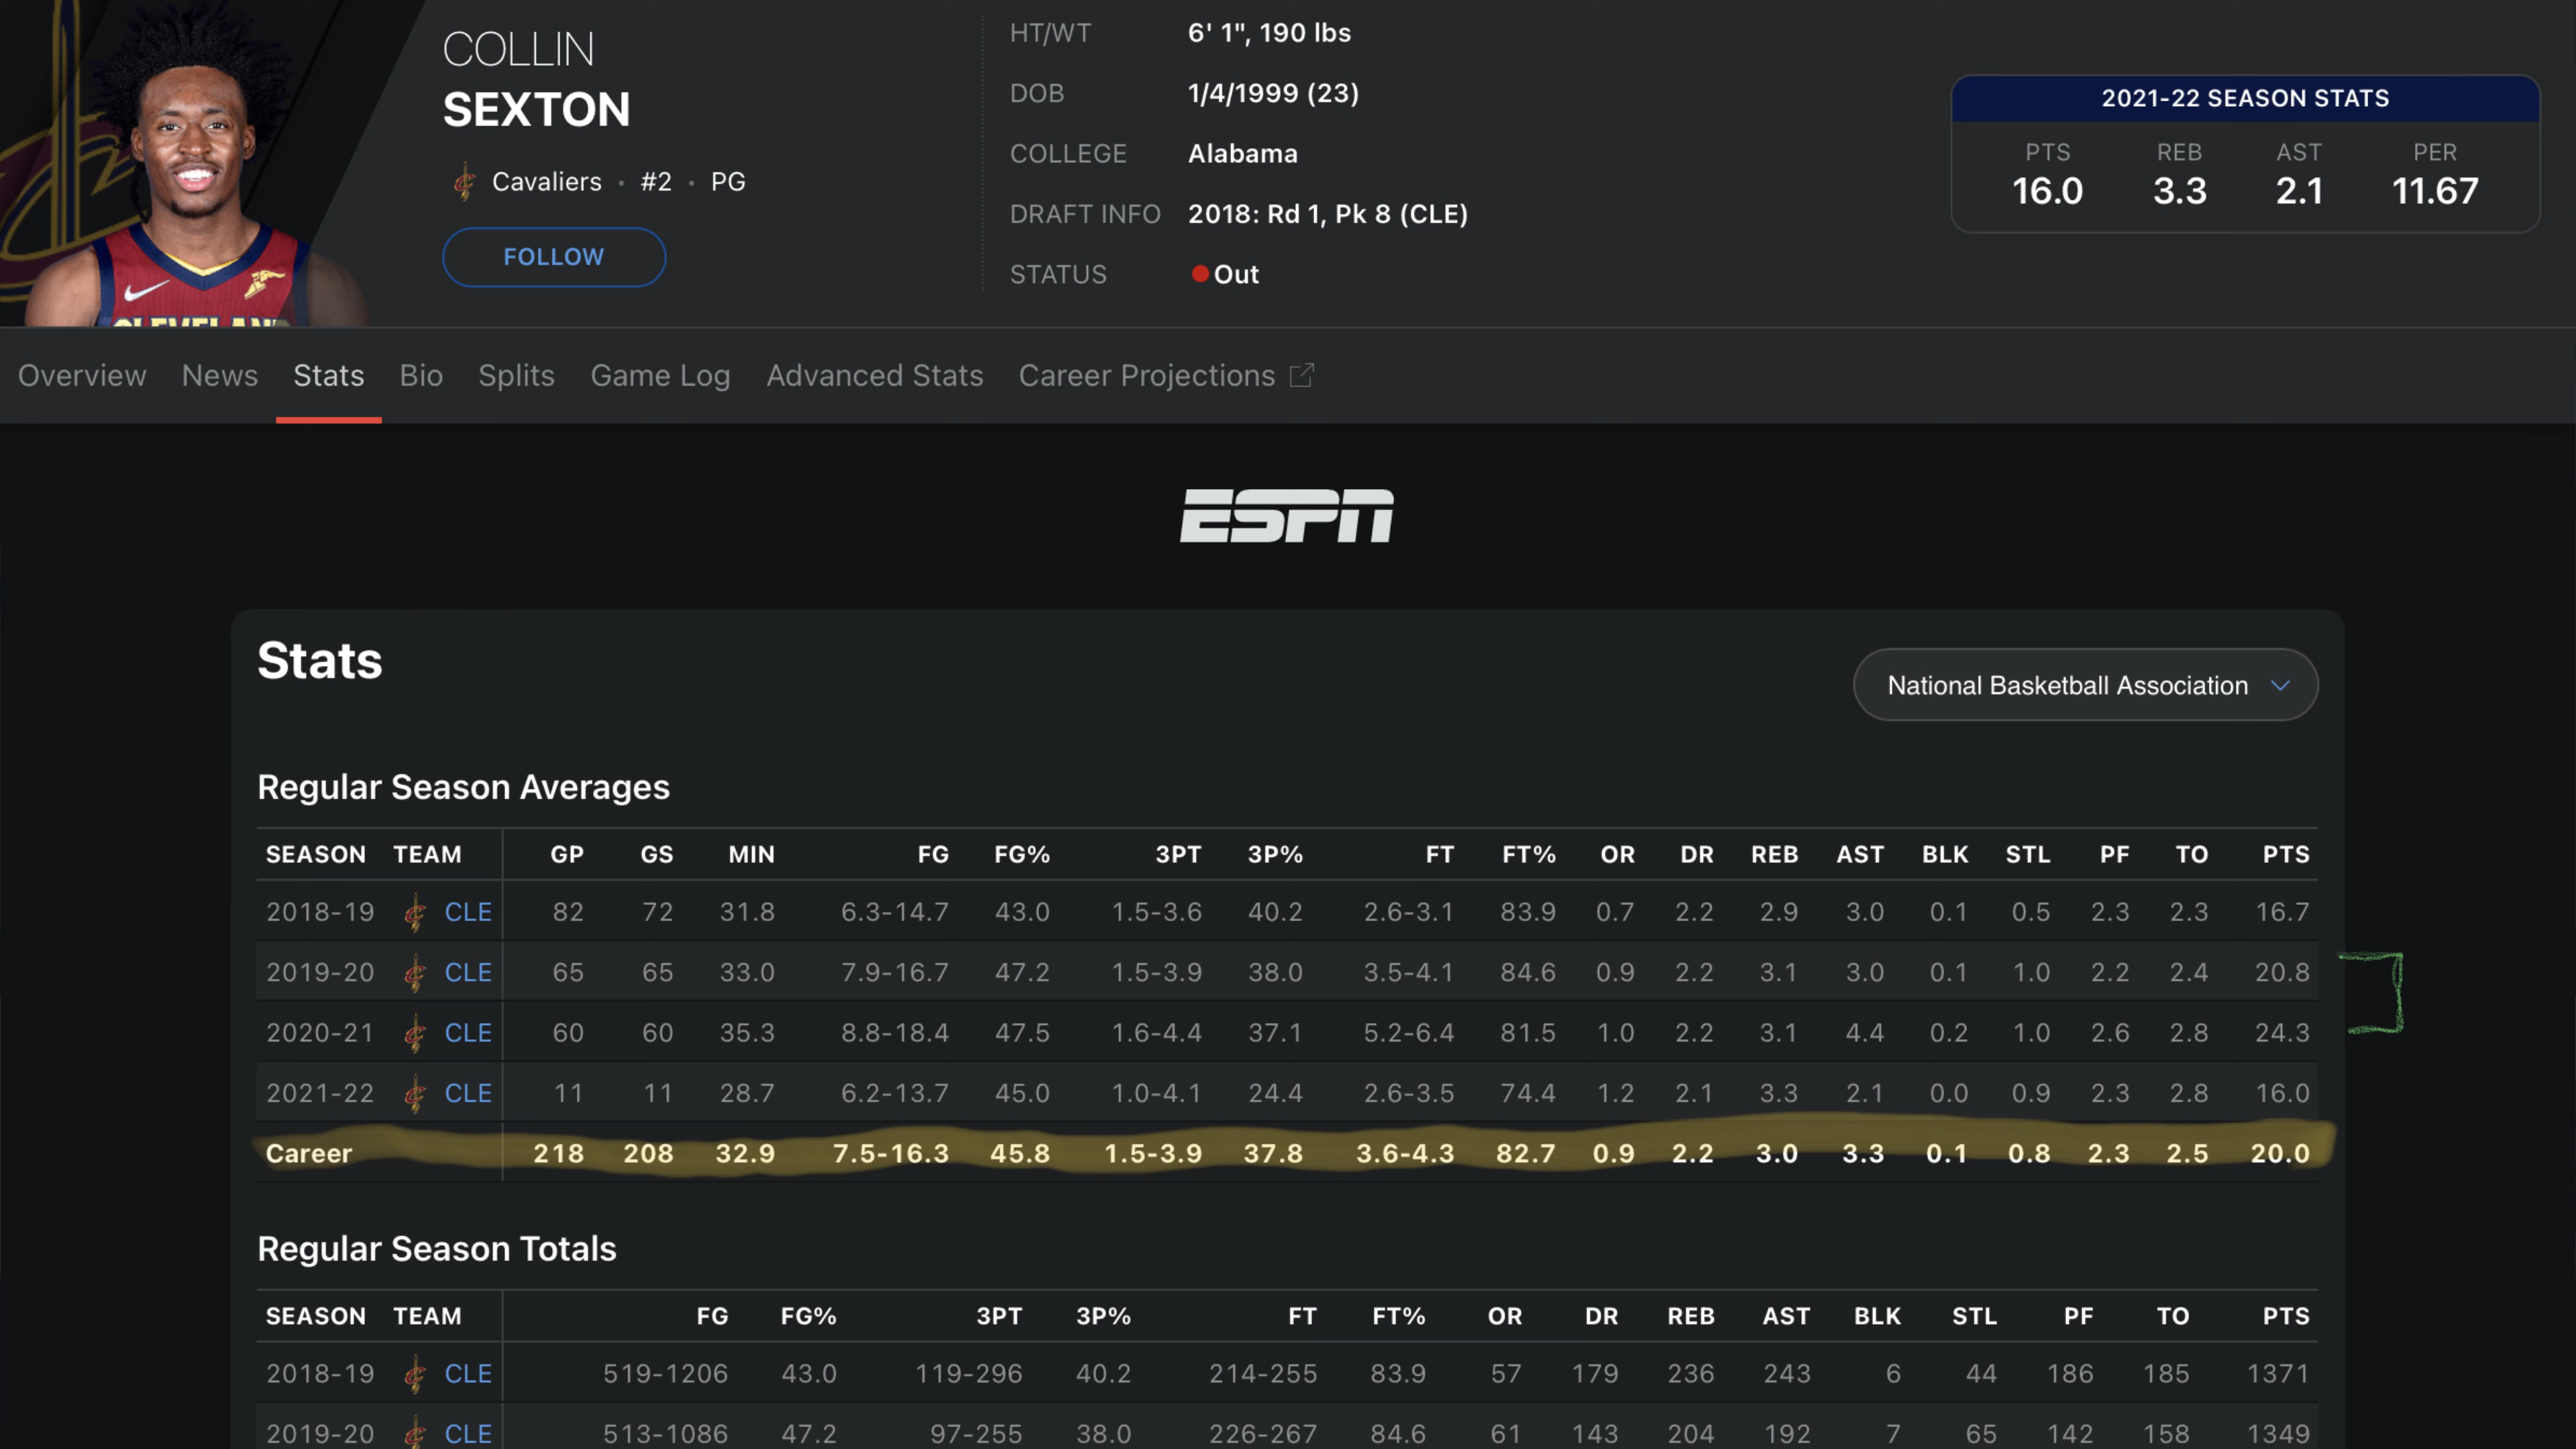 COLLIN
SEXTON
Cavaliers • #2 • PG
FOLLOW
HT/WT 6' 1", 190 lbs
DOB 1/4/1999 (23)
COLLEGE Alabama
DRAFT INFO 2018: Rd 1, Pk 8 (CLE)
STATUS Out
2021-22 SEASON STATS
PTS REB AST PER
16.0 3.3 2.1 11.67
CLEVELAND
Overview News Stats Bio Splits Game Log Advanced Stats Career Projections
ESPN
Stats
National Basketball Association
Regular Season Averages
SEASON TEAM GP GS MIN FG FG% 3PT 3P% FT FT% OR DR REB AST BLK STL PF TO PTS
2018-19 CLE 82 72 31.8 6.3-14.7 43.0 1.5-3.6 40.2 2.6-3.1 83.9 0.7 2.2 2.9 3.0 0.1 0.5 2.3 2.3 16.7
2019-20 CLE 65 65 33.0 7.9-16.7 47.2 1.5-3.9 38.0 3.5-4.1 84.6 0.9 2.2 3.1 3.0 0.1 1.0 2.2 2.4 20.8
2020-21 CLE 60 60 35.3 8.8-18.4 47.5 1.6-4.4 37.1 5.2-6.4 81.5 1.0 2.2 3.1 4.4 0.2 1.0 2.6 2.8 24.3
2021-22 CLE 11 11 28.7 6.2-13.7 45.0 1.0-4.1 24.4 2.6-3.5 74.4 1.2 2.1 3.3 2.1 0.0 0.9 2.3 2.8 16.0
Career 218 208 32.9 7.5-16.3 45.8 1.5-3.9 37.8 3.6-4.3 82.7 0.9 2.2 3.0 3.3 0.1 0.8 2.3 2.5 20.0
Regular Season Totals
SEASON TEAM FG FG% 3PT 3P% FT FT% OR DR REB AST BLK STL PF TO PTS
2018-19 CLE 519-1206 43.0 119-296 40.2 214-255 83.9 57 179 236 243 6 44 186 185 1371
2019-20 CLE 513-1086 47.2 97-255 38.0 226-267 84.6 61 143 204 192 7 65 142 158 1349